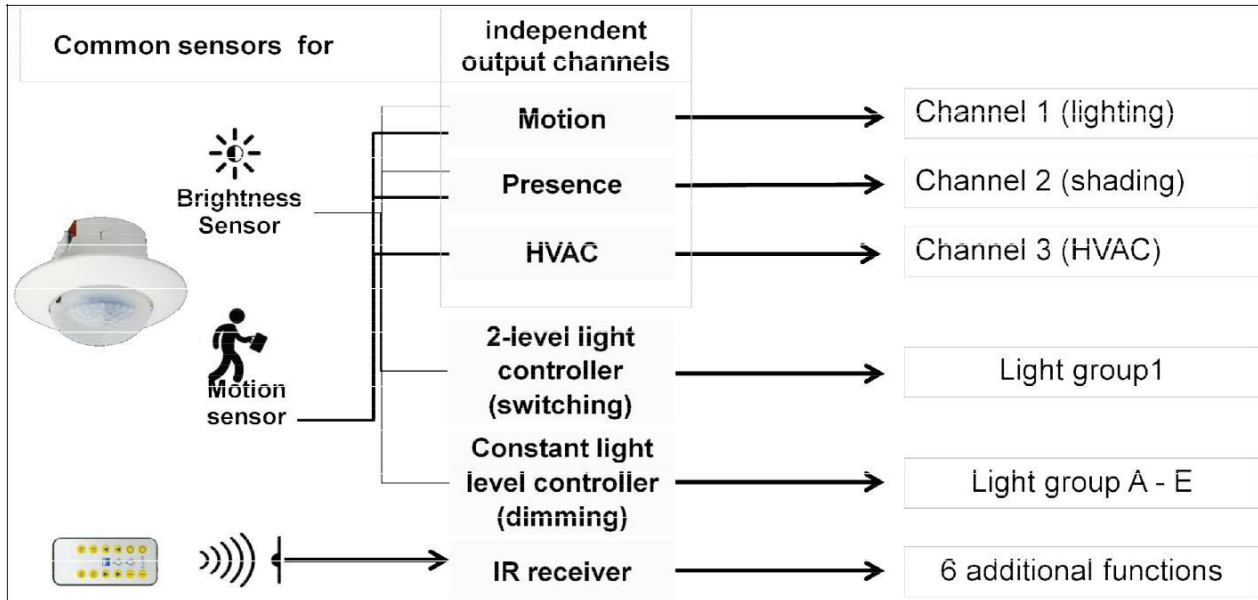 Common sensors for
independent
output channels
Motion
Channel 1 (lighting)
Brightness
Sensor
Presence
Channel 2 (shading)
HVAC
Channel 3 (HVAC)
Motion
sensor
2-level light
controller
(switching)
Light group1
Constant light
level controller
(dimming)
Light group A - E
IR receiver
6 additional functions